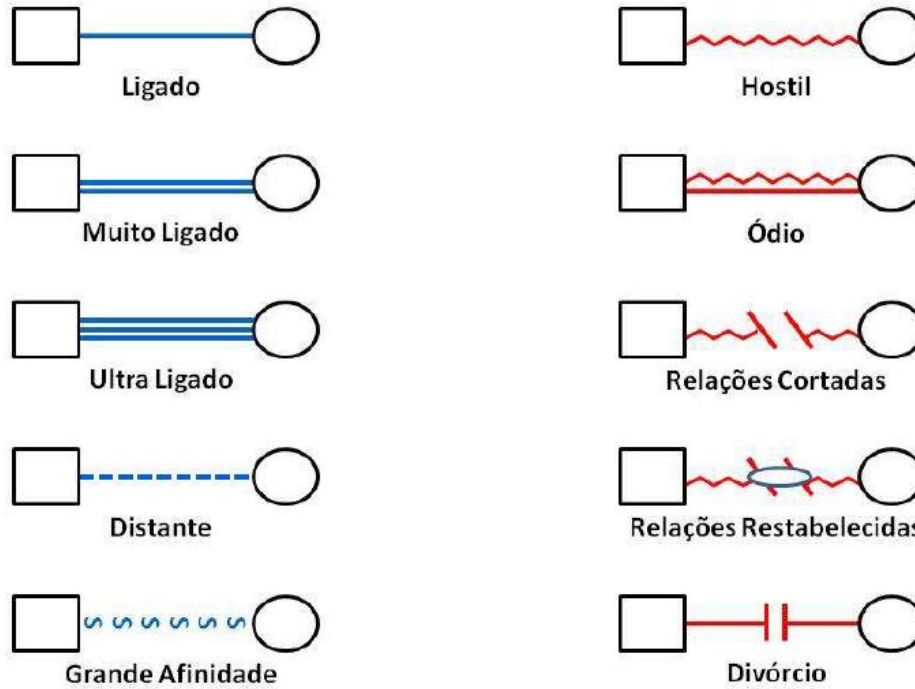 Ligado
Hostil
Muito Ligado
Ódio
Ultra Ligado
Relações Cortadas
Distante
Relações Restabelecidas
Grande Afinidade
Divórcio